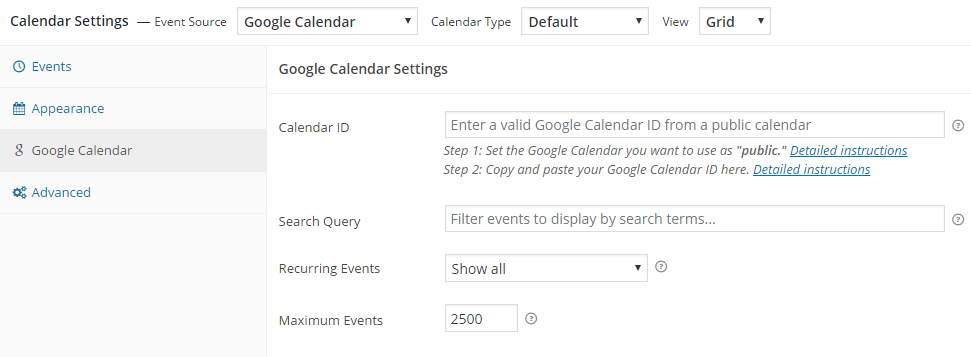 Calendar Settings — Event Source Google Calendar Calendar Type Default View Grid
Events
Appearance
Google Calendar
Advanced
Google Calendar Settings
Calendar ID Enter a valid Google Calendar ID from a public calendar
Step 1: Set the Google Calendar you want to use as "public." Detailed instructions
Step 2: Copy and paste your Google Calendar ID here. Detailed instructions
Search Query Filter events to display by search terms...
Recurring Events Show all
Maximum Events 2500